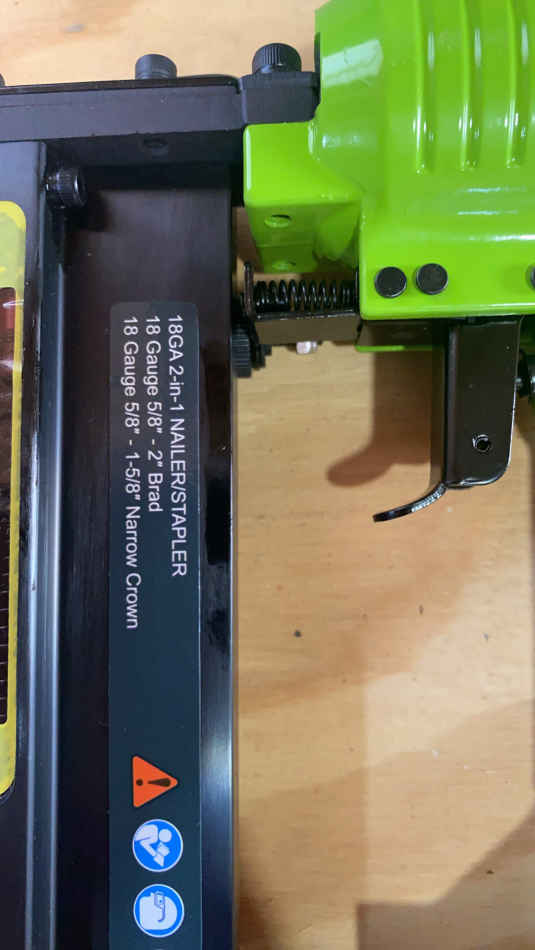 18GA 2-in-1 NAILER/STAPLER
18 Gauge 5/8" - 2" Brad
18 Gauge 5/8" - 1-5/8" Narrow Crown